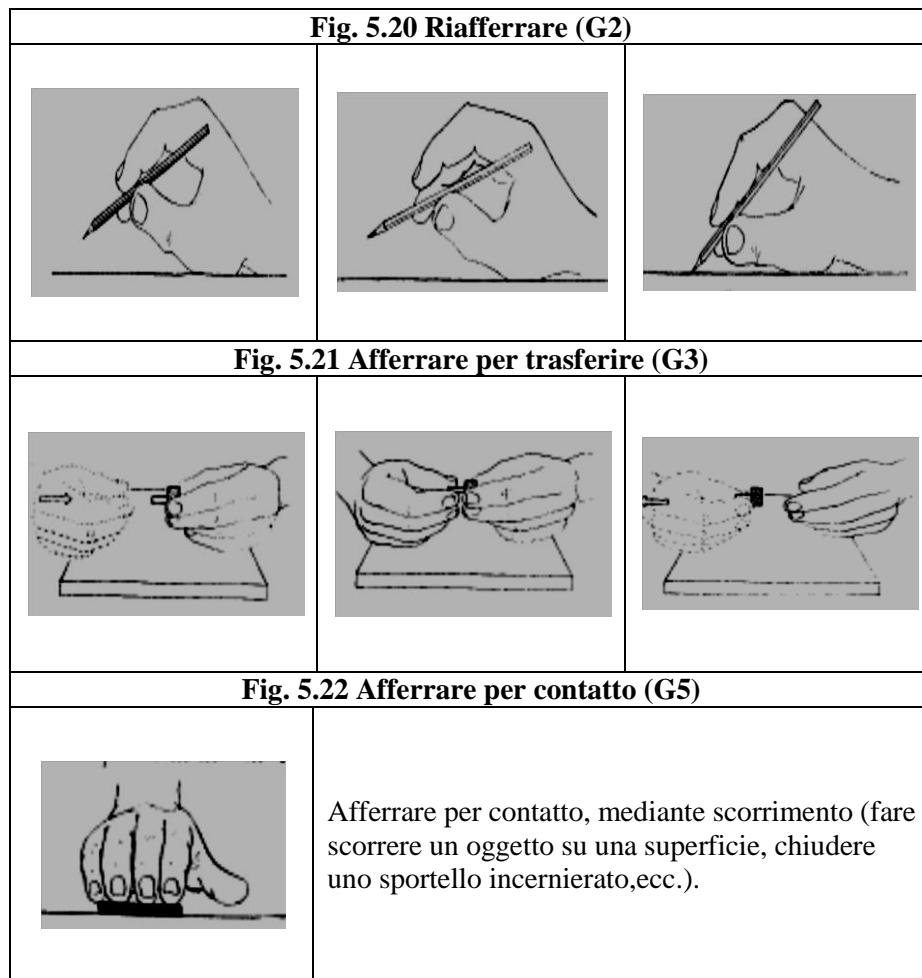 Fig. 5.20 Riafferrare (G2)
Fig. 5.21 Afferrare per trasferire (G3)
Fig. 5.22 Afferrare per contatto (G5)
Afferrare per contatto, mediante scorrimento (fare
scorrere un oggetto su una superficie, chiudere
uno sportello incernierato,ecc.).